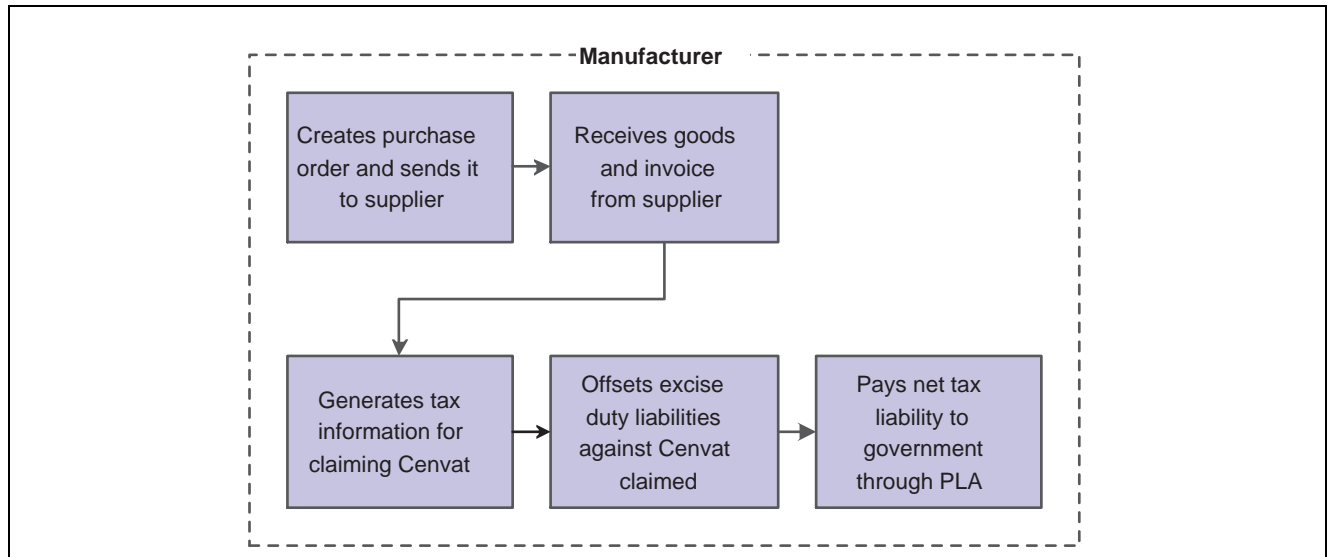 Manufacturer
Creates purchase
order and sends it
to supplier
Receives goods
and invoice
from supplier
Generates tax
information for
claiming Cenvat
Offsets excise
duty liabilities
against Cenvat
claimed
Pays net tax
liability to
government
through PLA